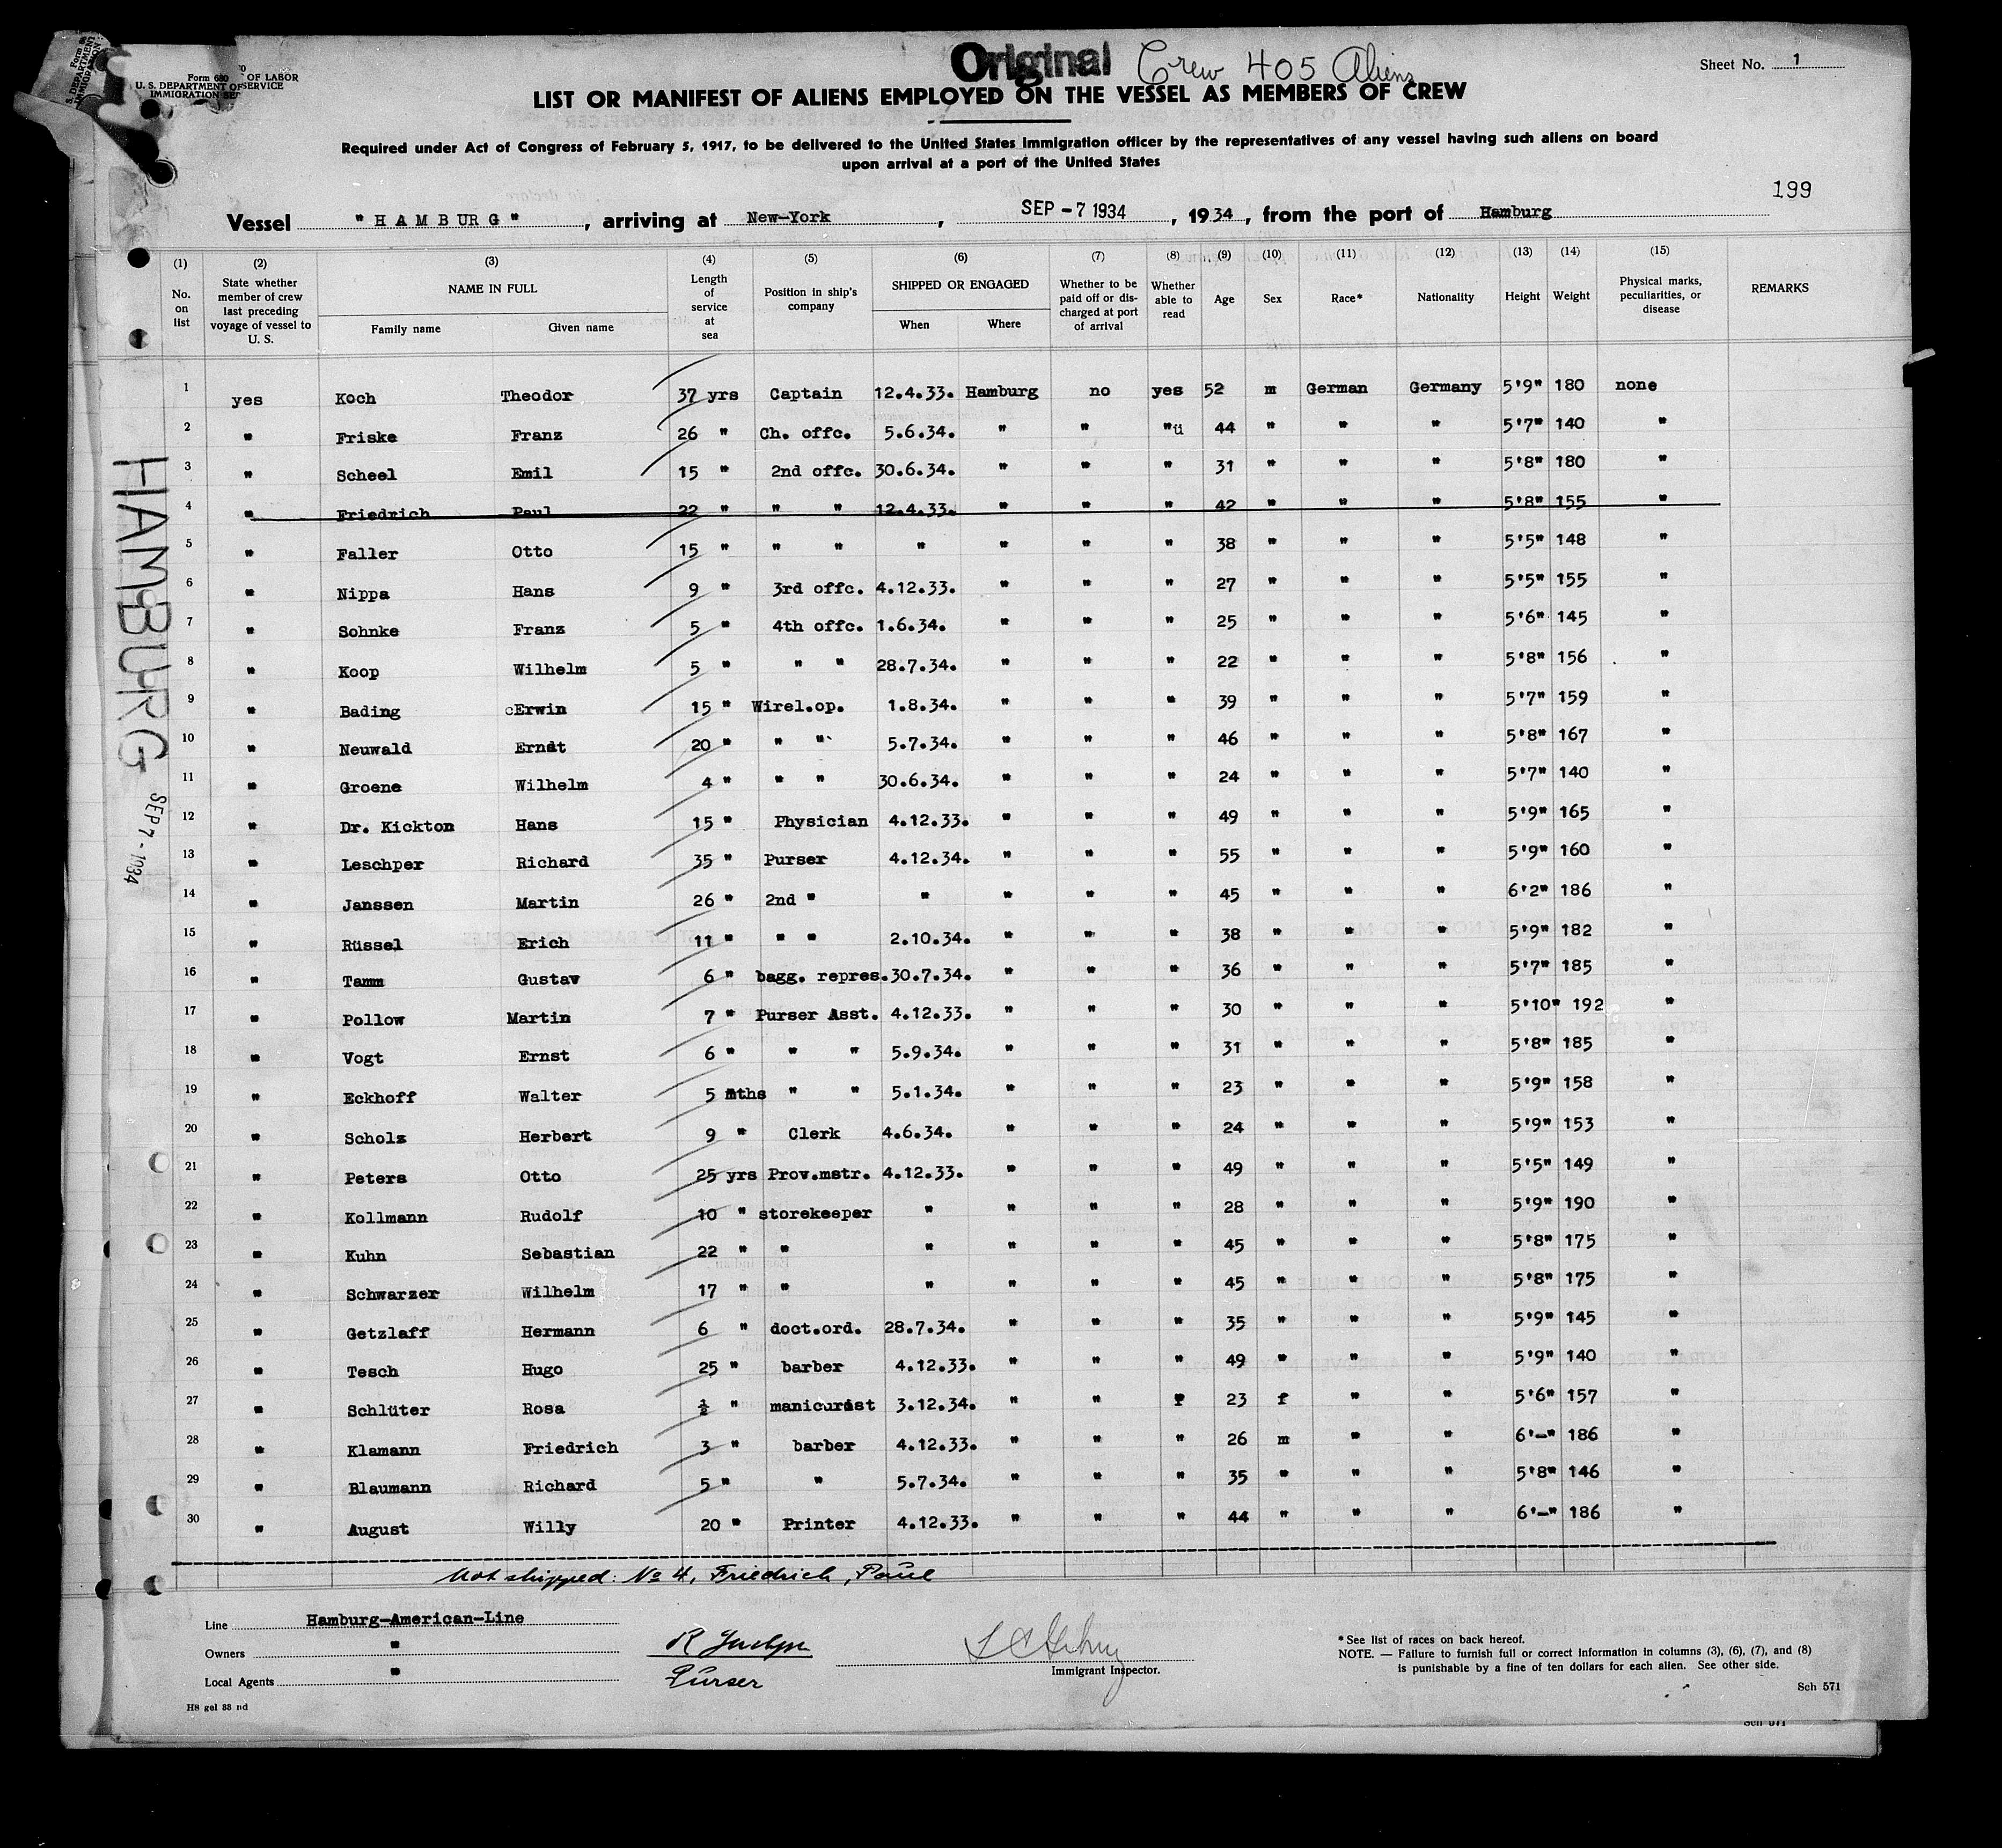 Original Crew 405 Aliens
Sheet No. 1
Form 680
U. S. DEPARTMENT OF LABOR
IMMIGRATION SERVICE
LIST OR MANIFEST OF ALIENS EMPLOYED ON THE VESSEL AS MEMBERS OF CREW
Required under Act of Congress of February 5, 1917, to be delivered to the United States immigration officer by the representatives of any vessel having such aliens on board
upon arrival at a port of the United States
199
Vessel "HAMBURG", arriving at New-York, SEP -7 1934, 1934, from the port of Hamburg
(1) No. on list (2) State whether member of crew last preceding voyage of vessel to U. S. (3) NAME IN FULL Family name Given name (4) Length of service at sea (5) Position in ship's company (6) SHIPPED OR ENGAGED When Where (7) Whether to be paid off or discharged at port of arrival (8) Whether able to read (9) Age (10) Sex (11) Race* (12) Nationality (13) Height (14) Weight (15) Physical marks, peculiarities, or disease REMARKS
1 yes Koch Theodor 37 yrs Captain 12.4.33. Hamburg no yes 52 m German Germany 5'9" 180 none
2 " Friske Franz 26 " Ch. offc. 5.6.34. " " "ü 44 " " " 5'7" 140 "
3 " Scheel Emil 15 " 2nd offc. 30.6.34. " " " 31 " " " 5'8" 180 "
4 " Friedrich Paul 22 " " " 12.4.33. " " " 42 " " " 5'8" 155 "
5 " Faller Otto 15 " " " " " " " 38 " " " 5'5" 148 "
6 " Nippa Hans 9 " 3rd offc. 4.12.33. " " " 27 " " " 5'5" 155 "
7 " Sohnke Franz 5 " 4th offc. 1.6.34. " " " 25 " " " 5'6" 145 "
8 " Koop Wilhelm 5 " " " 28.7.34. " " " 22 " " " 5'8" 156 "
9 " Bading cErwin 15 " Wirel.op. 1.8.34. " " " 39 " " " 5'7" 159 "
10 " Neuwald Erndt 20 " " " 5.7.34. " " " 46 " " " 5'8" 167 "
11 " Groene Wilhelm 4 " " " 30.6.34. " " " 24 " " " 5'7" 140 "
12 " Dr. Kickton Hans 15 " Physician 4.12.33. " " " 49 " " " 5'9" 165 "
13 " Leschper Richard 35 " Purser 4.12.34. " " " 55 " " " 5'9" 160 "
14 " Janssen Martin 26 " 2nd " " " " " 45 " " " 6'2" 186 "
15 " Rüssel Erich 11 " " " 2.10.34. " " " 38 " " " 5'9" 182 "
16 " Tamm Gustav 6 " bagg. repres. 30.7.34. " " " 36 " " " 5'7" 185 "
17 " Pollow Martin 7 " Purser Asst. 4.12.33. " " " 30 " " " 5'10" 192 "
18 " Vogt Ernst 6 " " " 5.9.34. " " " 31 " " " 5'8" 185 "
19 " Eckhoff Walter 5 mths " " 5.1.34. " " " 23 " " " 5'9" 158 "
20 " Scholz Herbert 9 " Clerk 4.6.34. " " " 24 " " " 5'9" 153 "
21 " Peters Otto 25 yrs Prov.mstr. 4.12.33. " " " 49 " " " 5'5" 149 "
22 " Kollmann Rudolf 10 " storekeeper " " " " 28 " " " 5'9" 190 "
23 " Kuhn Sebastian 22 " " " " " " 45 " " " 5'8" 175 "
24 " Schwarzer Wilhelm 17 " " " " " " 45 " " " 5'8" 175 "
25 " Getzlaff Hermann 6 " doct.ord. 28.7.34. " " " 35 " " " 5'9" 145 "
26 " Tesch Hugo 25 " barber 4.12.33. " " " 49 " " " 5'9" 140 "
27 " Schlüter Rosa ½ " manicurist 3.12.34. " " 23 f " " 5'6" 157 "
28 " Klamann Friedrich 3 " barber 4.12.33. " " " 26 m " " 6'-" 186 "
29 " Blaumann Richard 5 " " 5.7.34. " " " 35 " " " 5'8" 146 "
30 " August Willy 20 " Printer 4.12.33. " " " 44 " " " 6'-" 186 "
HAMBURG SEP 7 - 1934
Not shipped: No 4, Friedrich, Paul
Line Hamburg-American-Line
Owners "
Local Agents "
Purser
Immigrant Inspector.
*See list of races on back hereof.
NOTE. — Failure to furnish full or correct information in columns (3), (6), (7), and (8)
is punishable by a fine of ten dollars for each alien. See other side.
H8 gel 33 nd
Sch 571
Sch 571